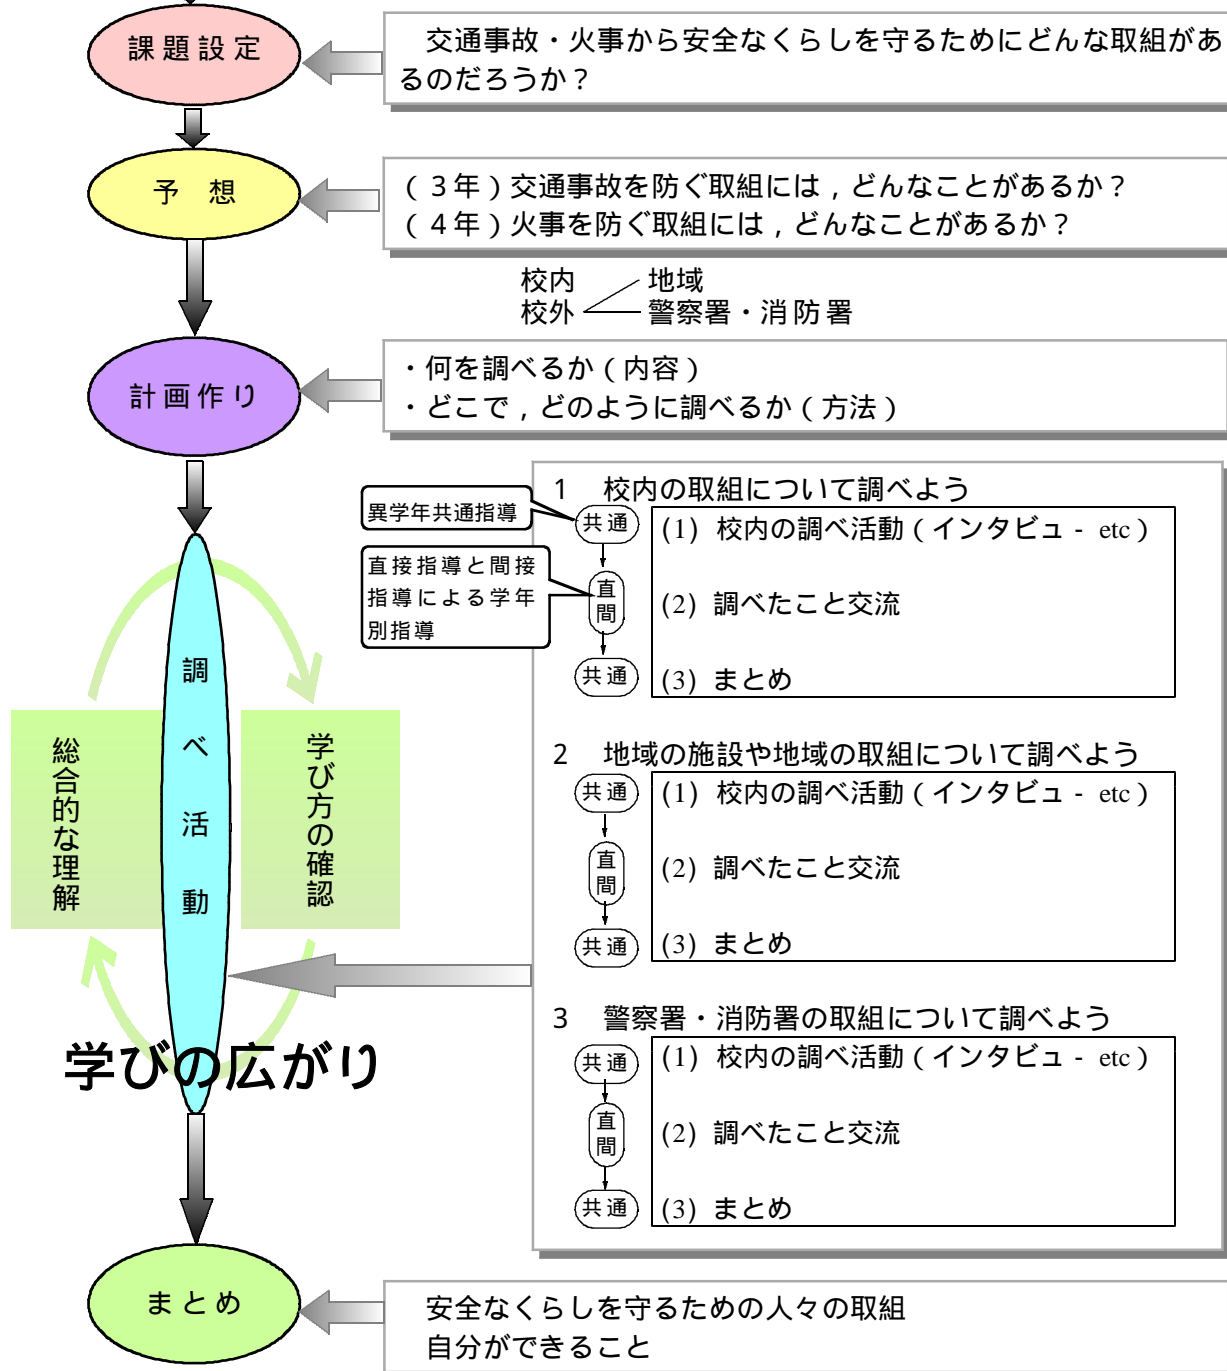 課題設定
交通事故・火事から安全なくらしを守るためにどんな取組があ
るのだろうか？
予　想
（３年）交通事故を防ぐ取組には，どんなことがあるか？
（４年）火事を防ぐ取組には，どんなことがあるか？
校内　地域
校外　警察署・消防署
計画作り
・何を調べるか（内容）
・どこで，どのように調べるか（方法）
調べ活動
総合的な理解
学び方の確認
学びの広がり
異学年共通指導
直接指導と間接
指導による学年
別指導
1　校内の取組について調べよう
共通
(1) 校内の調べ活動（インタビュ‐ etc）
直間
(2) 調べたこと交流
共通
(3) まとめ
2　地域の施設や地域の取組について調べよう
共通
(1) 校内の調べ活動（インタビュ‐ etc）
直間
(2) 調べたこと交流
共通
(3) まとめ
3　警察署・消防署の取組について調べよう
共通
(1) 校内の調べ活動（インタビュ‐ etc）
直間
(2) 調べたこと交流
共通
(3) まとめ
まとめ
安全なくらしを守るための人々の取組
自分ができること